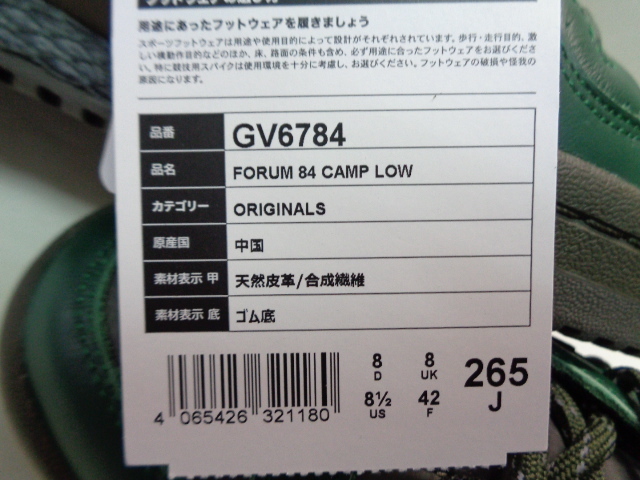 用途にあったフットウェアを履きましょう
スポーツフットウェアは用途や使用目的によって設計がそれぞれされています。歩行・走行目的、激
しい機動作目的などのほか、床、路面の条件も含め、必ず用途に合ったフットウェアをお選びくださ
い。特に競技用スパイクは使用環境を十分に考慮し、お選びください。フットウェアの破損や怪我の
原因になります。
品番 GV6784
品名 FORUM 84 CAMP LOW
カテゴリー ORIGINALS
原産国 中国
素材表示 甲 天然皮革/合成繊維
素材表示 底 ゴム底
8 8 265
D UK J
8½ 42
US F
4 065426 321180